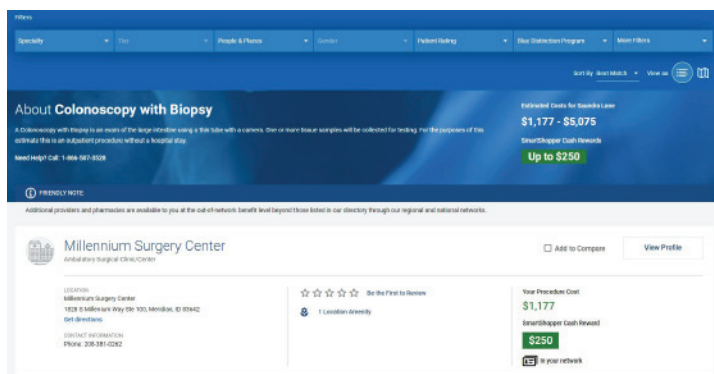 Filters
Specialty
Tier
People & Places
Gender
Patient Rating
Blue Distinction Program
More Filters
Sort By Best Match View as
About Colonoscopy with Biopsy
A Colonoscopy with Biopsy is an exam of the large intestine using a thin tube with a camera. One or more tissue samples will be collected for testing. For the purposes of this
estimate this is an outpatient procedure without a hospital stay.
Need Help? Call: 1-866-507-3528
Estimated Costs for Saundra Lane
$1,177 - $5,075
SmartShopper Cash Rewards
Up to $250
FRIENDLY NOTE
Additional providers and pharmacies are available to you at the out-of-network benefit level beyond those listed in our directory through our regional and national networks.
Millennium Surgery Center
Ambulatory Surgical Clinic/Center
Add to Compare
View Profile
LOCATION
Millennium Surgery Center
1828 S Millenium Way Ste 100, Meridian, ID 83642
Get directions
CONTACT INFORMATION
Phone: 208-381-0262
Be the First to Review
1 Location Amenity
Your Procedure Cost
$1,177
SmartShopper Cash Reward
$250
In your network